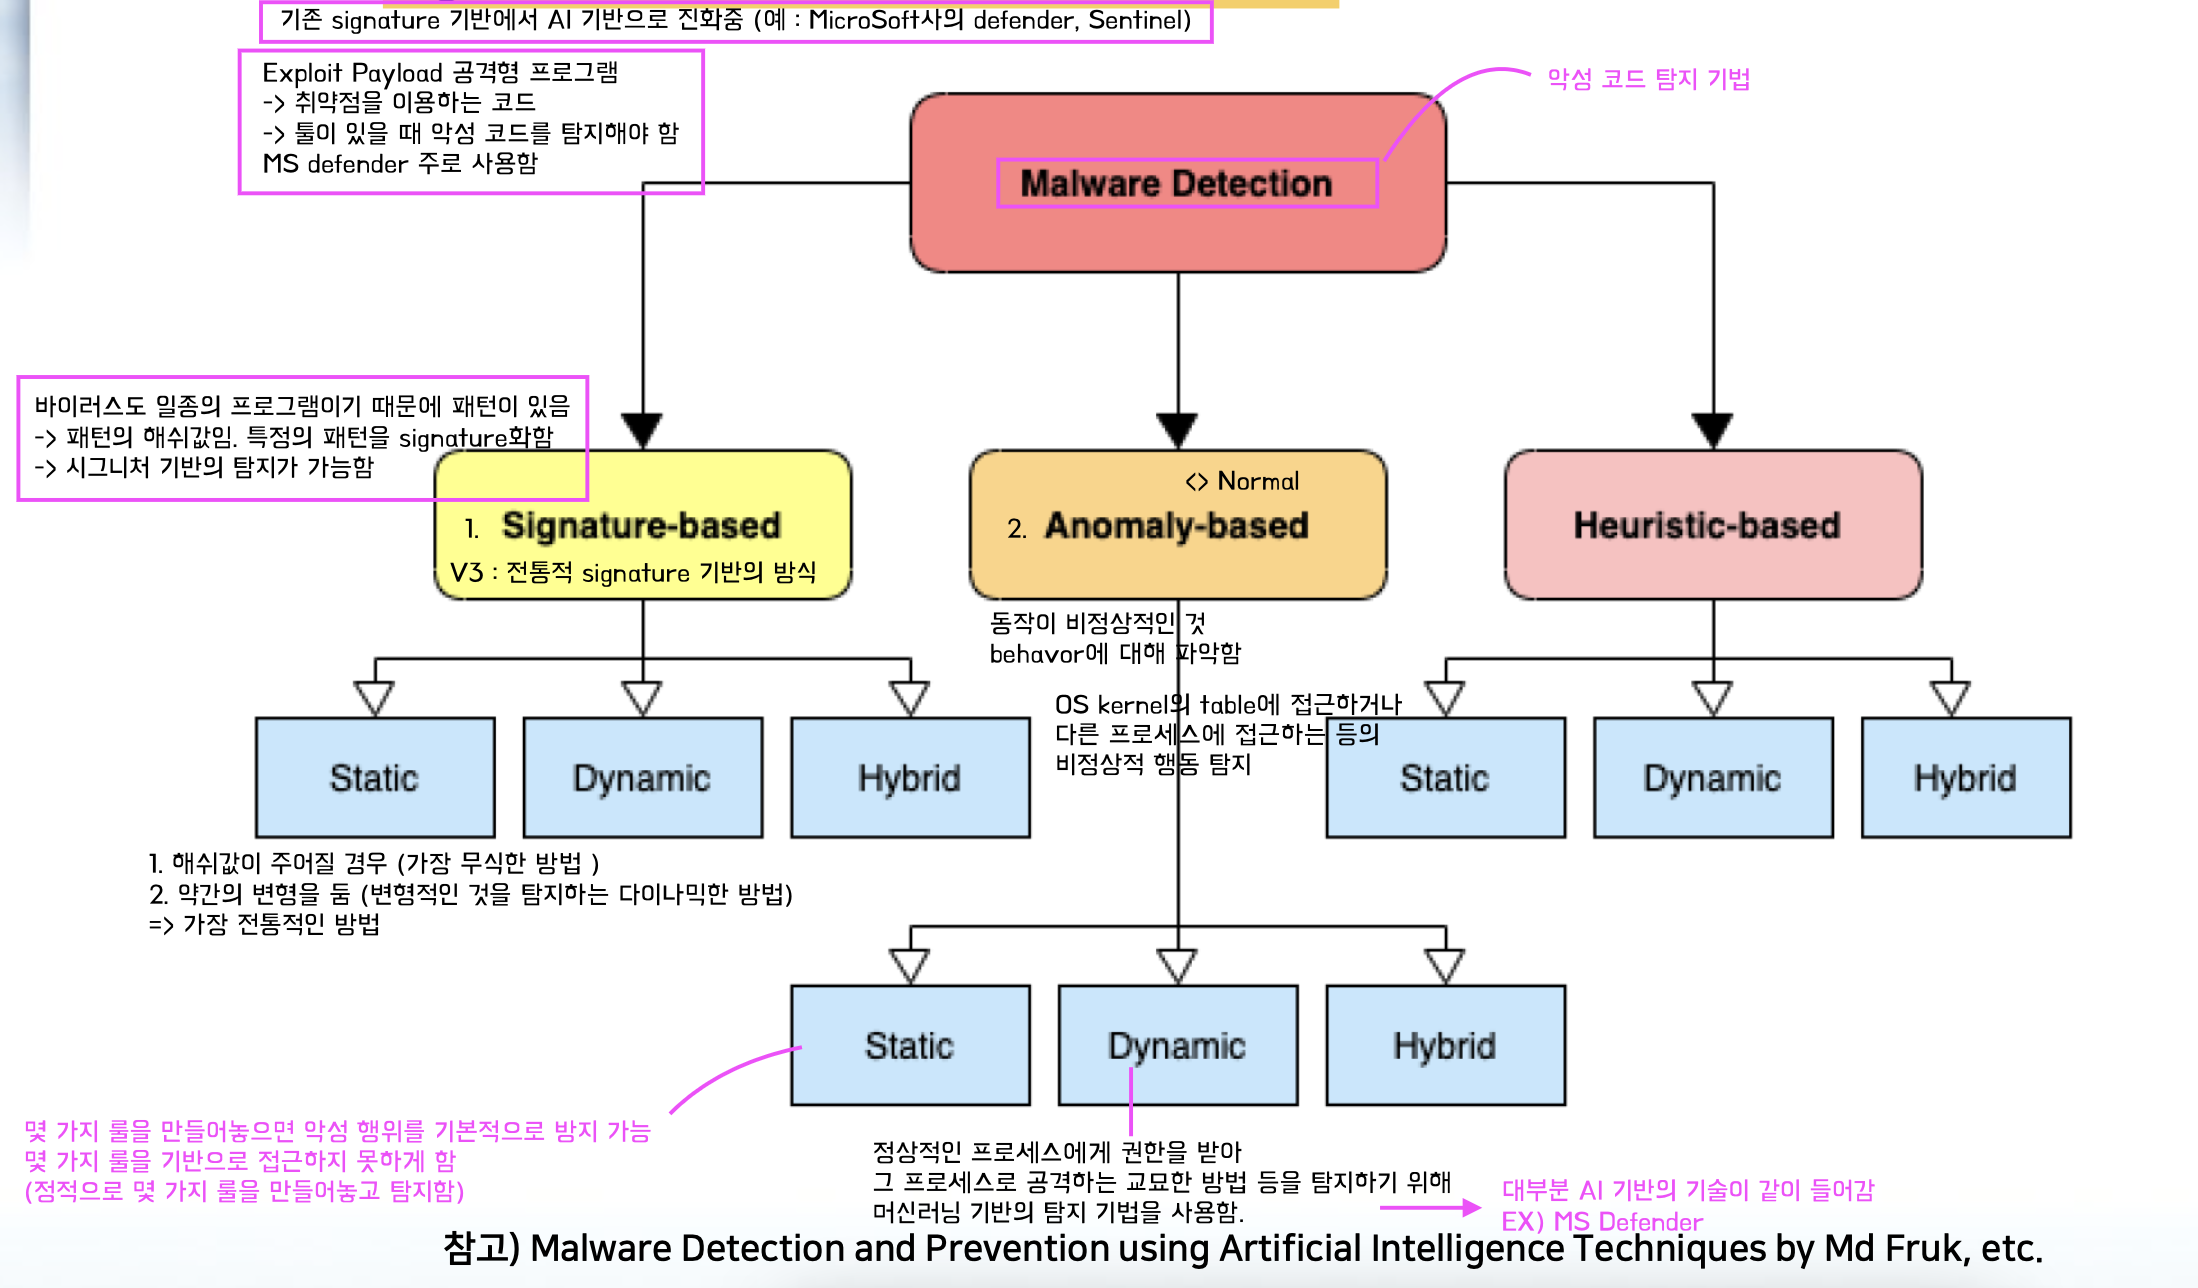 기존 signature 기반에서 AI 기반으로 진화중 (예 : MicroSoft사의 defender, Sentinel)
Exploit Payload 공격형 프로그램
-> 취약점을 이용하는 코드
-> 툴이 있을 때 악성 코드를 탐지해야 함
MS defender 주로 사용함
악성 코드 탐지 기법
Malware Detection
바이러스도 일종의 프로그램이기 때문에 패턴이 있음
-> 패턴의 해쉬값임. 특정의 패턴을 signature화함
-> 시그니처 기반의 탐지가 가능함
1. Signature-based
V3 : 전통적 signature 기반의 방식
<> Normal
2. Anomaly-based
Heuristic-based
동작이 비정상적인 것
behavor에 대해 파악함
OS kernel의 table에 접근하거나
다른 프로세스에 접근하는 등의
비정상적 행동 탐지
Static
Dynamic
Hybrid
Static
Dynamic
Hybrid
1. 해쉬값이 주어질 경우 (가장 무식한 방법 )
2. 약간의 변형을 둠 (변형적인 것을 탐지하는 다이나믹한 방법)
=> 가장 전통적인 방법
Static
Dynamic
Hybrid
몇 가지 룰을 만들어놓으면 악성 행위를 기본적으로 방지 가능
몇 가지 룰을 기반으로 접근하지 못하게 함
(정적으로 몇 가지 룰을 만들어놓고 탐지함)
정상적인 프로세스에게 권한을 받아
그 프로세스로 공격하는 교묘한 방법 등을 탐지하기 위해
머신러닝 기반의 탐지 기법을 사용함.
대부분 AI 기반의 기술이 같이 들어감
EX) MS Defender
참고) Malware Detection and Prevention using Artificial Intelligence Techniques by Md Fruk, etc.